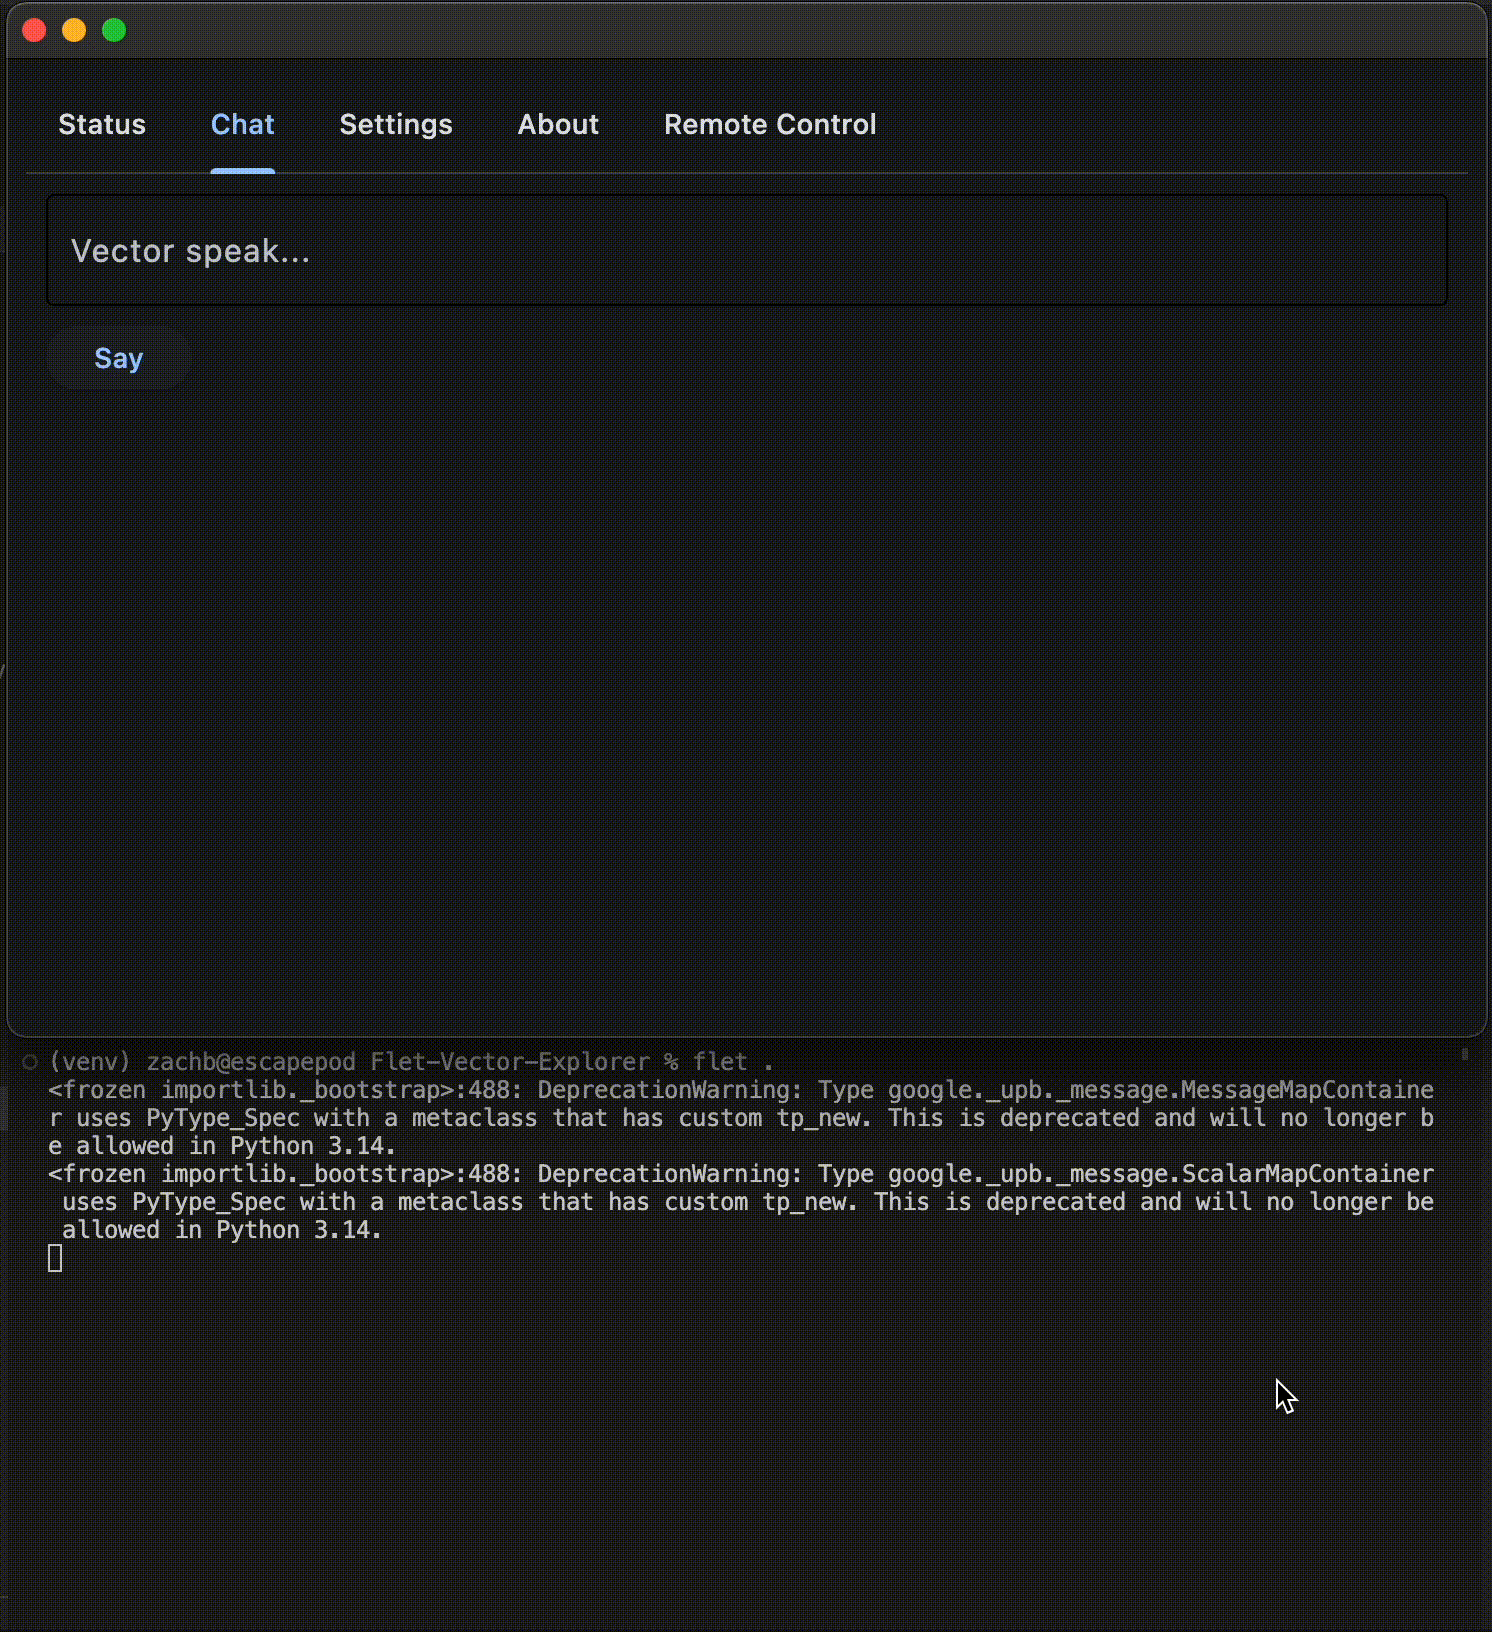 Status Chat Settings About Remote Control
Vector speak...
Say
(venv) zachb@escapepod Flet-Vector-Explorer % flet .
<frozen importlib._bootstrap>:488: DeprecationWarning: Type google._upb._message.MessageMapContaine
r uses PyType_Spec with a metaclass that has custom tp_new. This is deprecated and will no longer b
e allowed in Python 3.14.
<frozen importlib._bootstrap>:488: DeprecationWarning: Type google._upb._message.ScalarMapContainer
 uses PyType_Spec with a metaclass that has custom tp_new. This is deprecated and will no longer be
 allowed in Python 3.14.